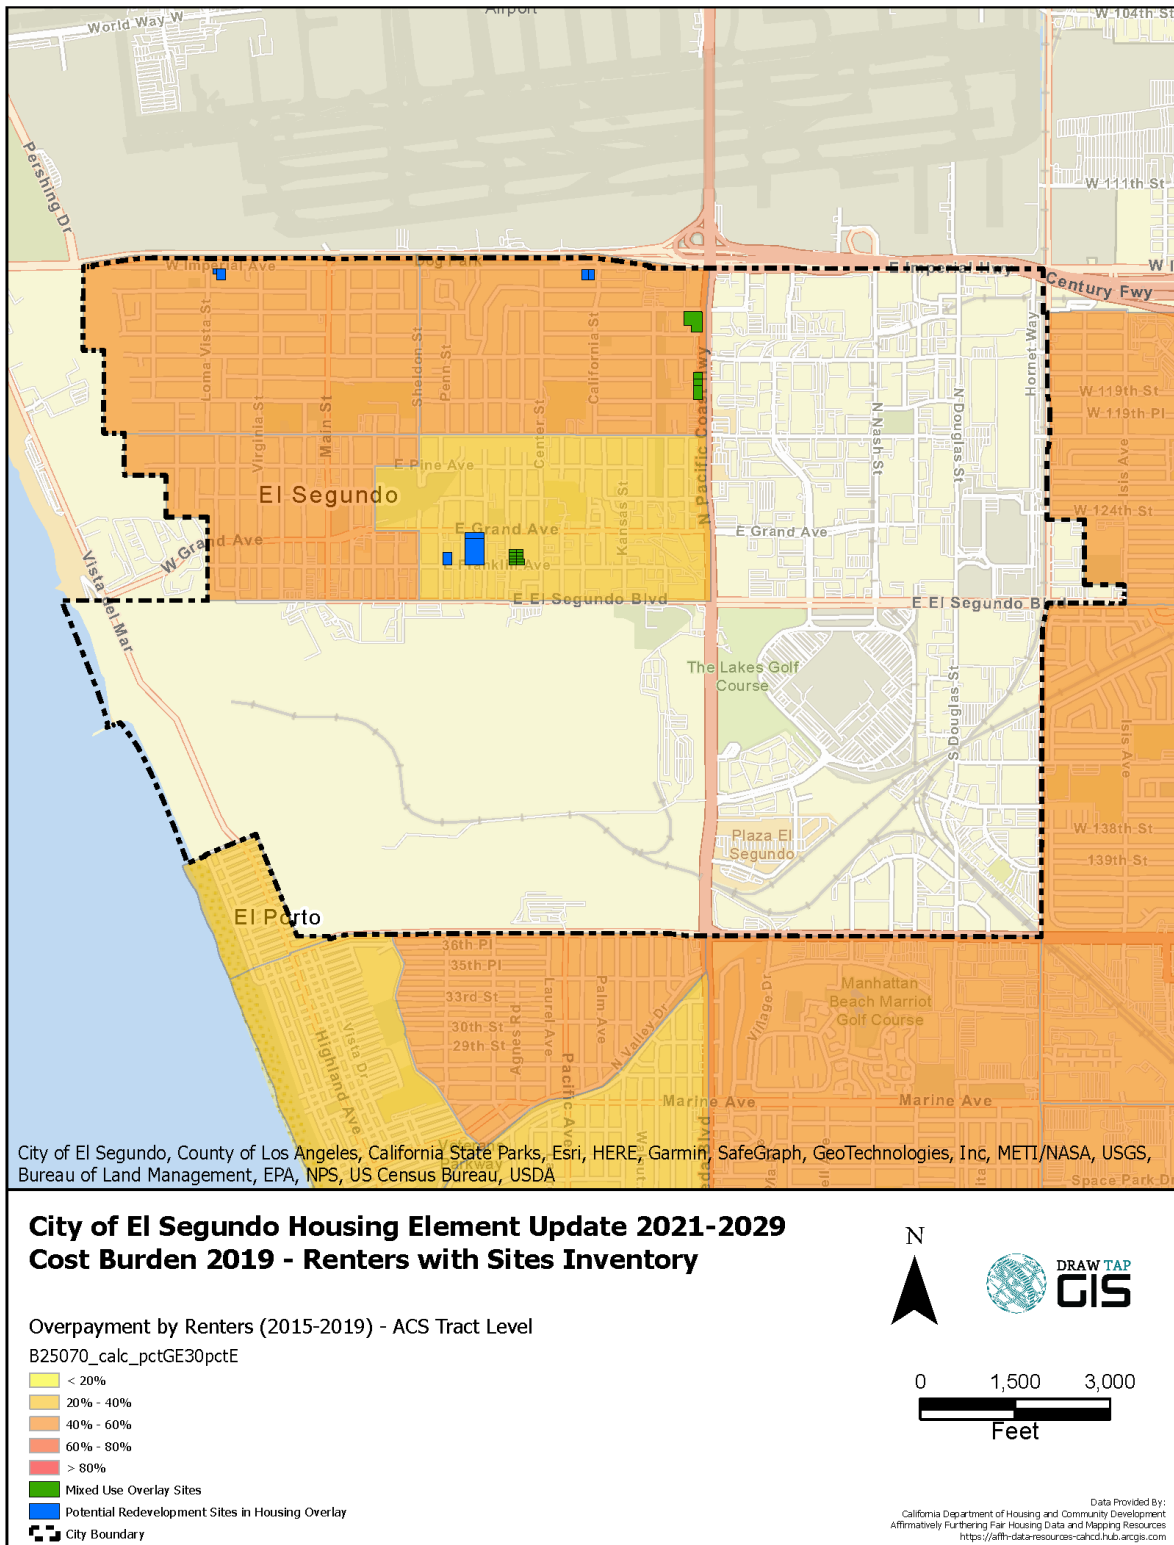 Airport
World Way W
W 104th St
Pershing Dr
W 111th St
W Imperial Ave
Dog Park
E Imperial Hwy
W I
Century Fwy
Loma Vista St
Sheldon St
Penn St
California St
Hornet Way
N Pacific Coast Hwy
W 119th St
W 119th Pl
Virginia St
Main St
Center St
N Nash St
N Douglas St
Isis Ave
E Pine Ave
El Segundo
Kansas St
W 124th St
E Grand Ave
E Grand Ave
W Grand Ave
E Franklin Ave
Vista del Mar
E El Segundo Blvd
E El Segundo B
The Lakes Golf
Course
S Douglas St
Isis Ave
Plaza El
Segundo
W 138th St
139th St
El Porto
36th Pl
35th Pl
33rd St
30th St
29th St
Agnes Rd
Laurel Ave
Palm Ave
Pacific Ave
N Valley Dr
Village Dr
Manhattan
Beach Marriot
Golf Course
Highland Ave
Vista Dr
Marine Ave
Marine Ave
Veterans
Parkway
Space Park Dr
City of El Segundo, County of Los Angeles, California State Parks, Esri, HERE, Garmin, SafeGraph, GeoTechnologies, Inc, METI/NASA, USGS,
Bureau of Land Management, EPA, NPS, US Census Bureau, USDA
City of El Segundo Housing Element Update 2021-2029
Cost Burden 2019 - Renters with Sites Inventory
N
DRAW TAP
GIS
Overpayment by Renters (2015-2019) - ACS Tract Level
B25070_calc_pctGE30pctE
< 20%
20% - 40%
40% - 60%
60% - 80%
> 80%
Mixed Use Overlay Sites
Potential Redevelopment Sites in Housing Overlay
City Boundary
0 1,500 3,000
Feet
Data Provided By:
California Department of Housing and Community Development
Affirmatively Furthering Fair Housing Data and Mapping Resources
https://affh-data-resources-cahcd.hub.arcgis.com